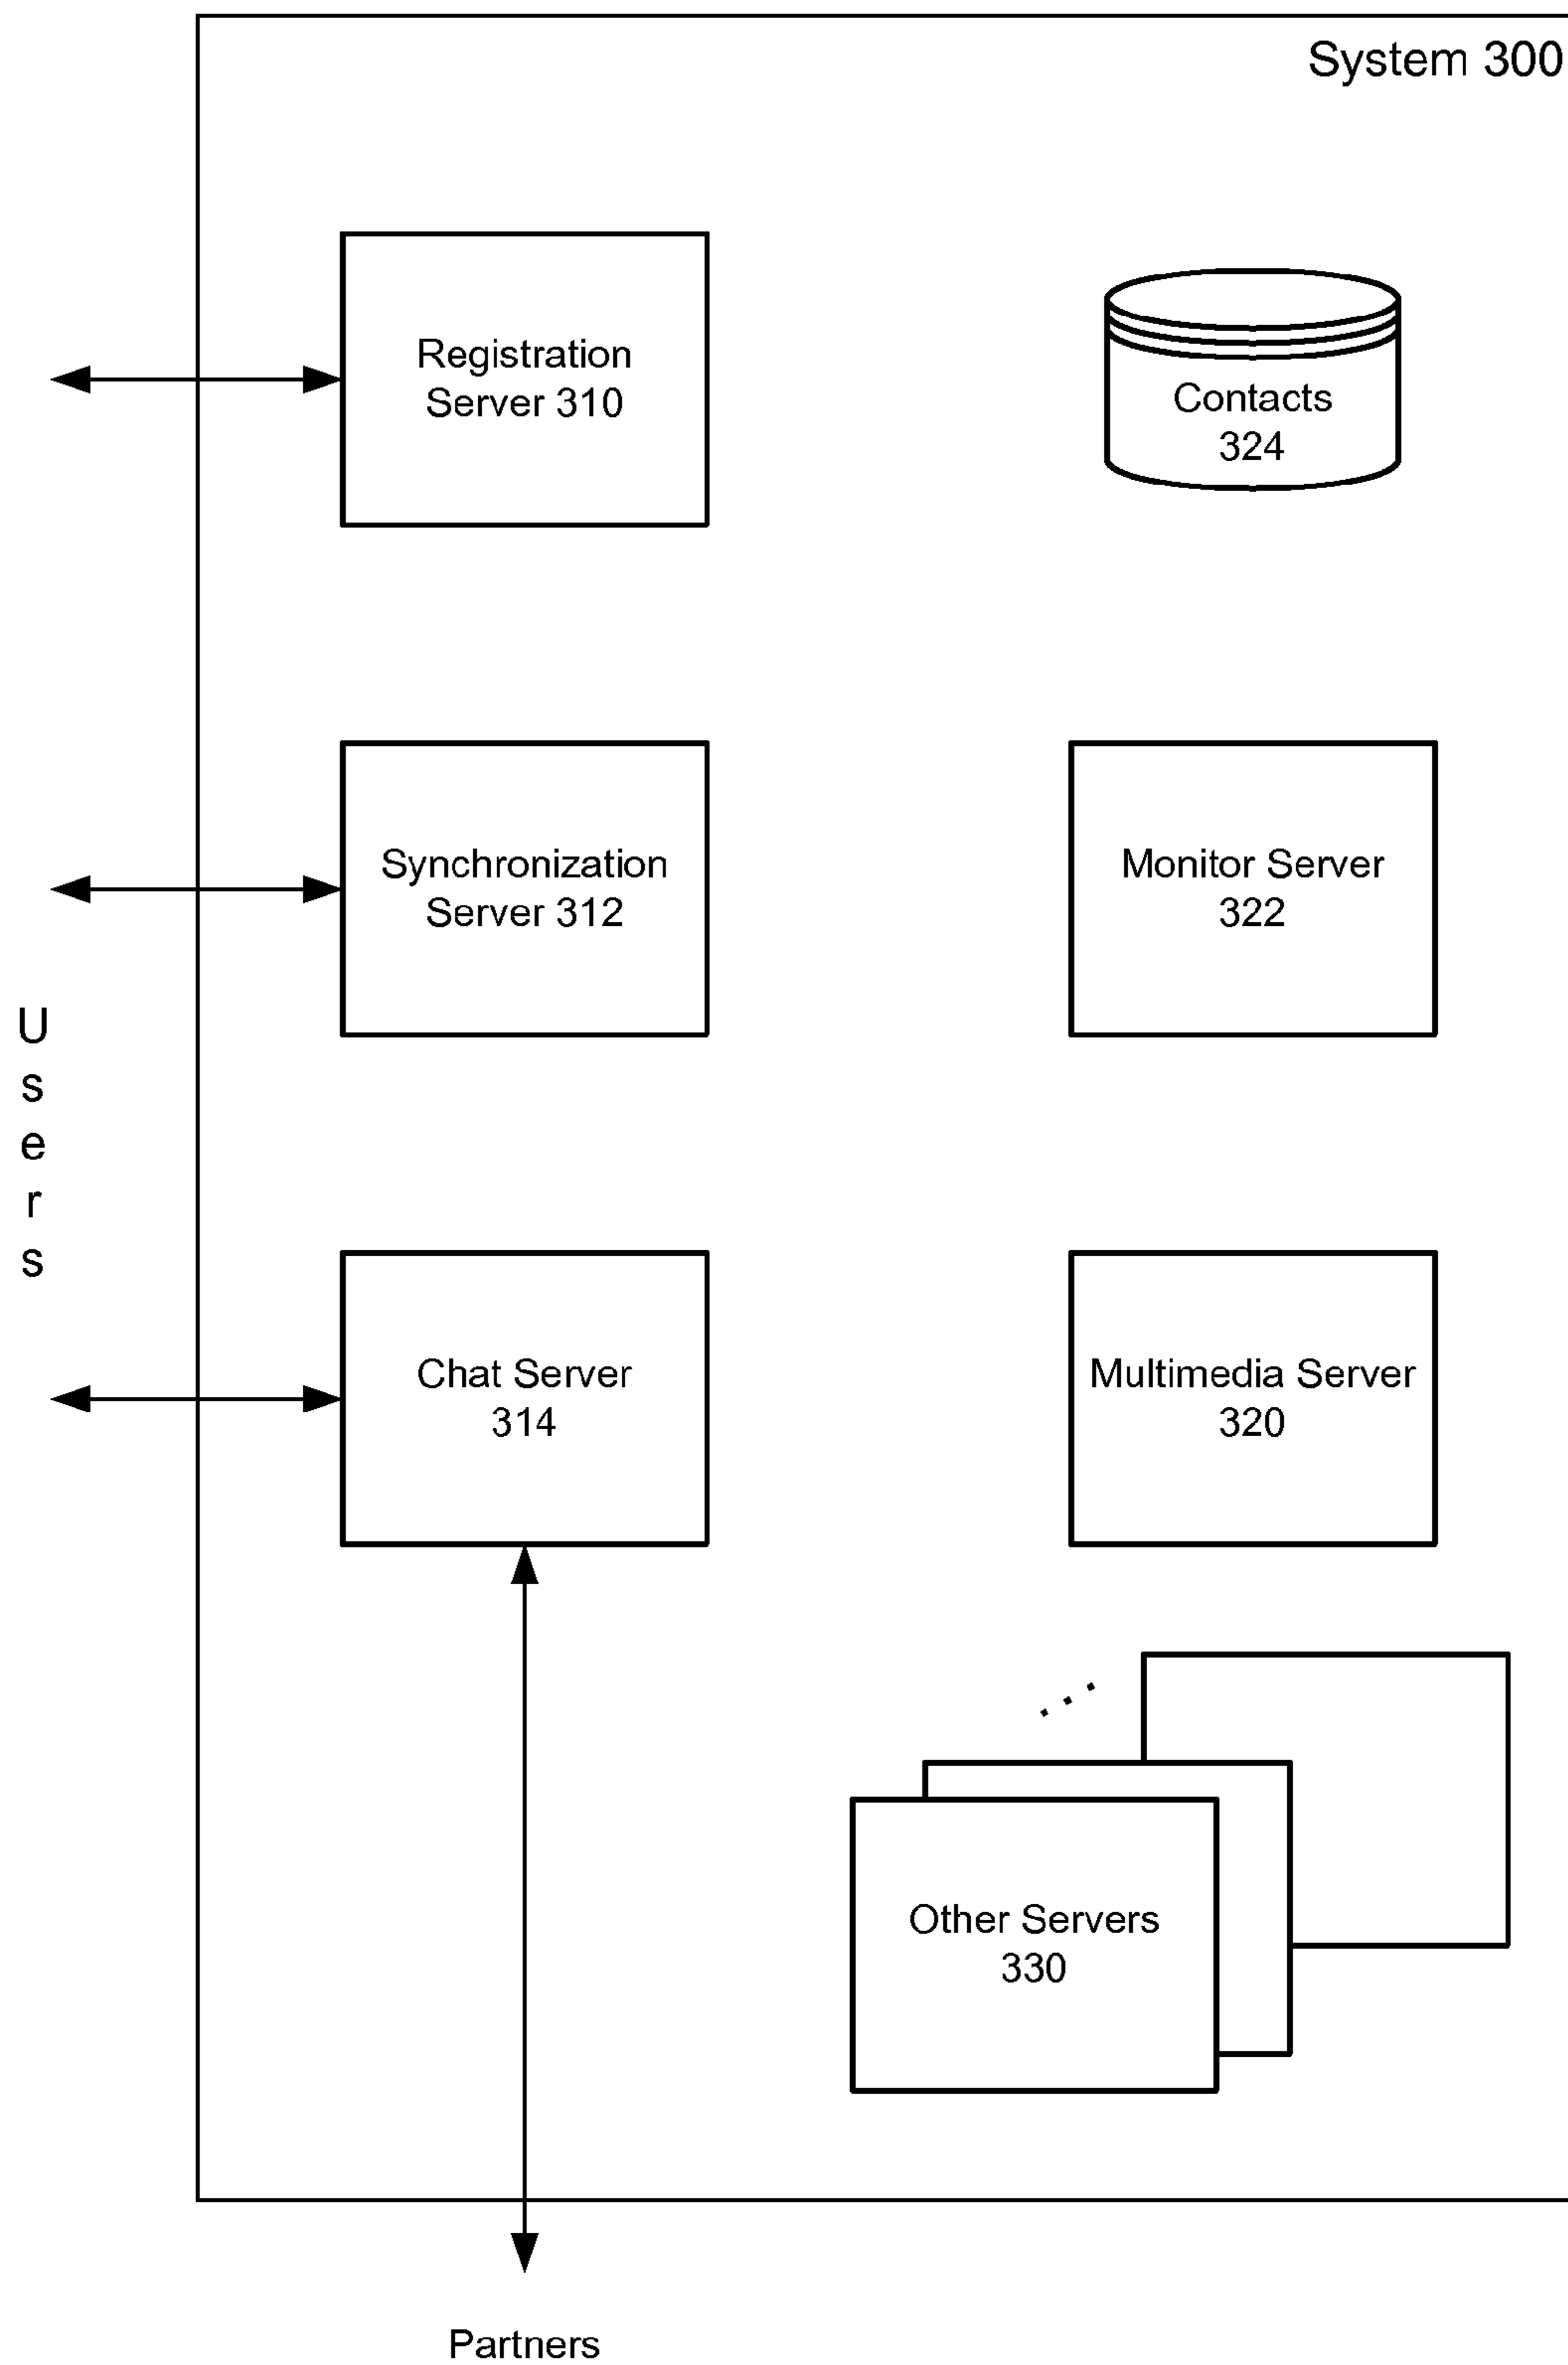 System 300
Registration
Server 310
Contacts
324
Synchronization
Server 312
Monitor Server
322
Users
Chat Server
314
Multimedia Server
320
Other Servers
330
Partners